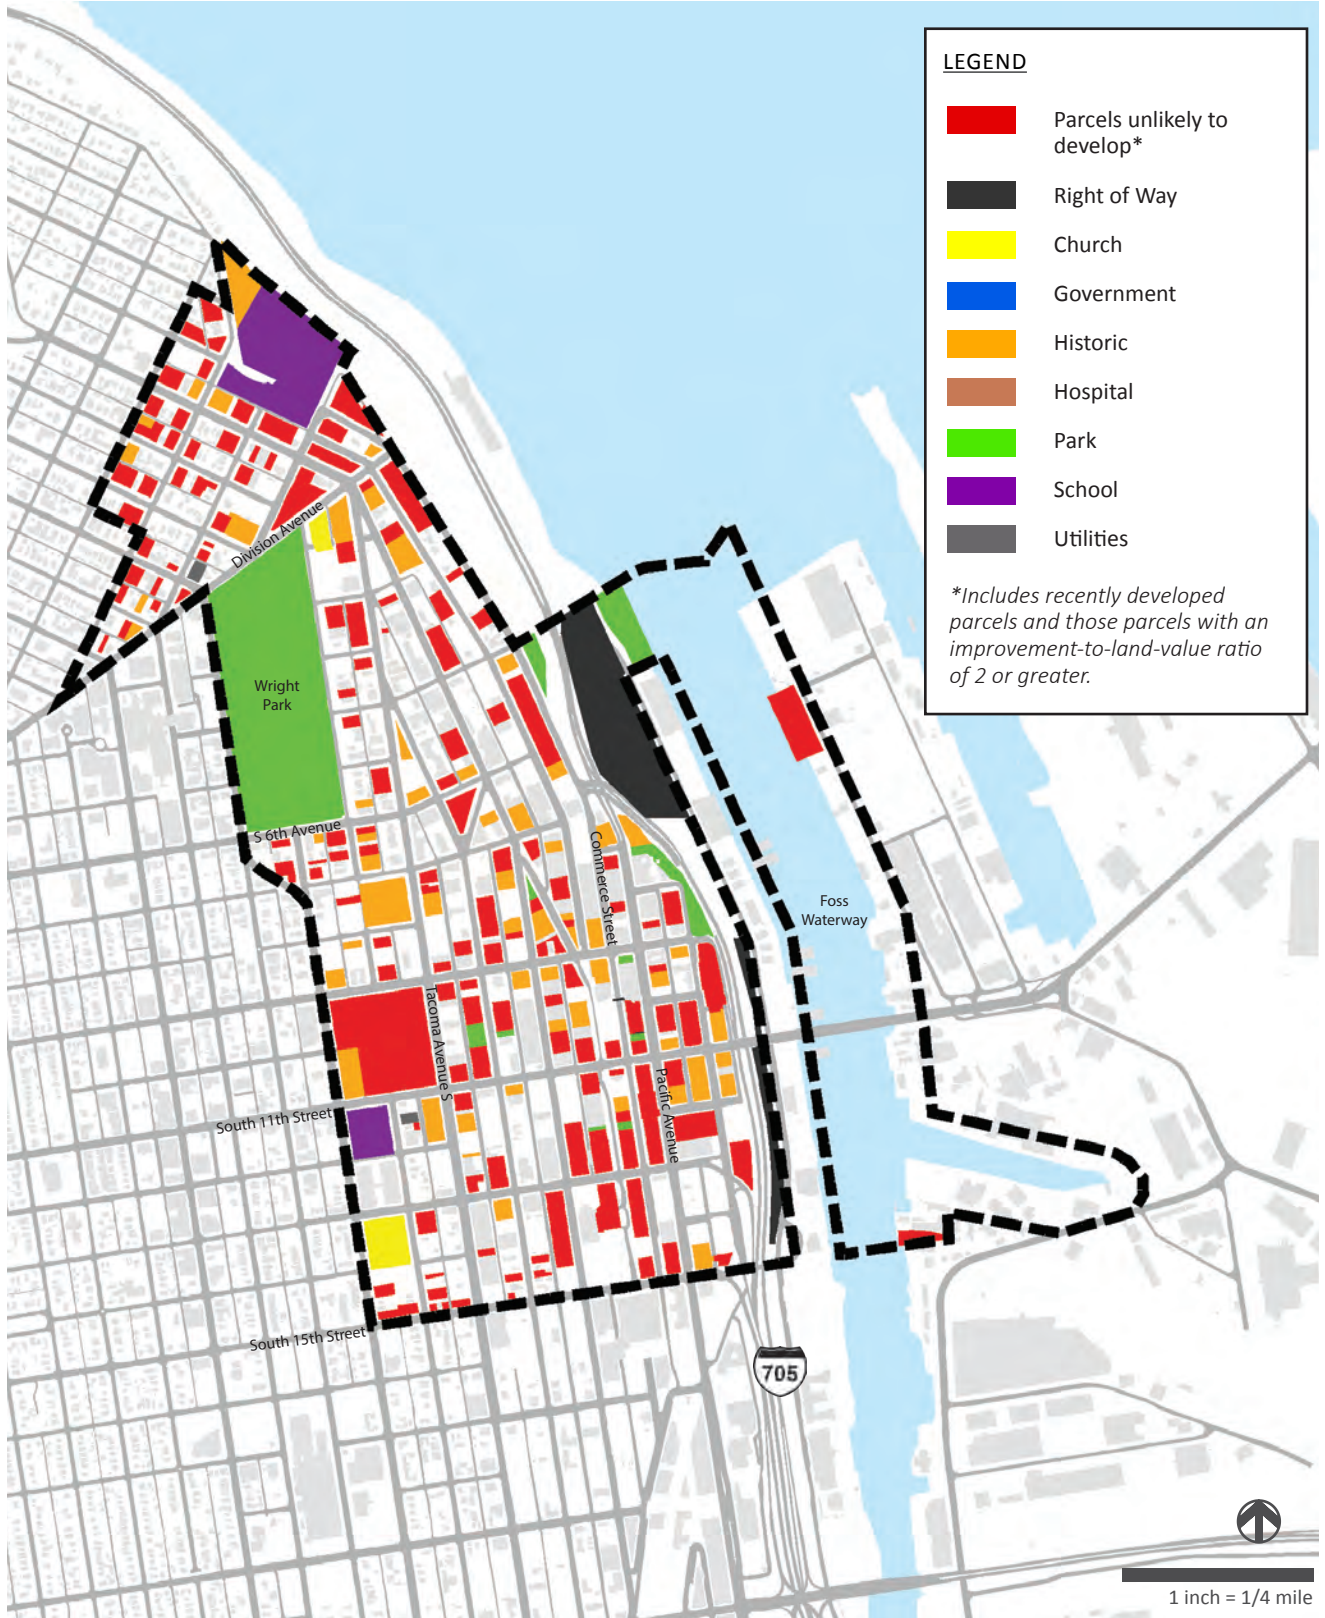 LEGEND
Parcels unlikely to
develop*
Right of Way
Church
Government
Historic
Hospital
Park
School
Utilities
*Includes recently developed
parcels and those parcels with an
improvement-to-land-value ratio
of 2 or greater.
Division Avenue
Wright
Park
S 6th Avenue
Commerce Street
Foss
Waterway
Tacoma Avenue S
Pacific Avenue
South 11th Street
South 15th Street
705
1 inch = 1/4 mile